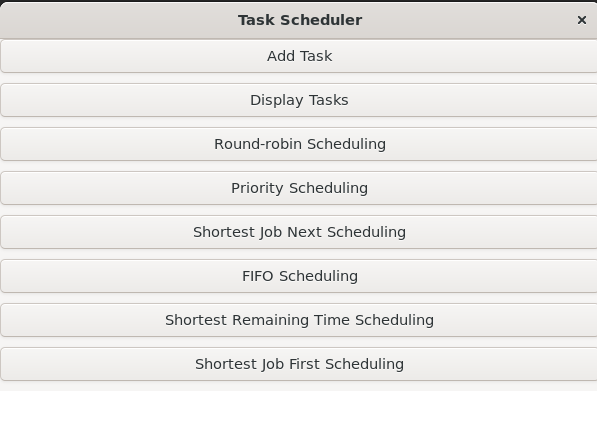 Task Scheduler
Add Task
Display Tasks
Round-robin Scheduling
Priority Scheduling
Shortest Job Next Scheduling
FIFO Scheduling
Shortest Remaining Time Scheduling
Shortest Job First Scheduling